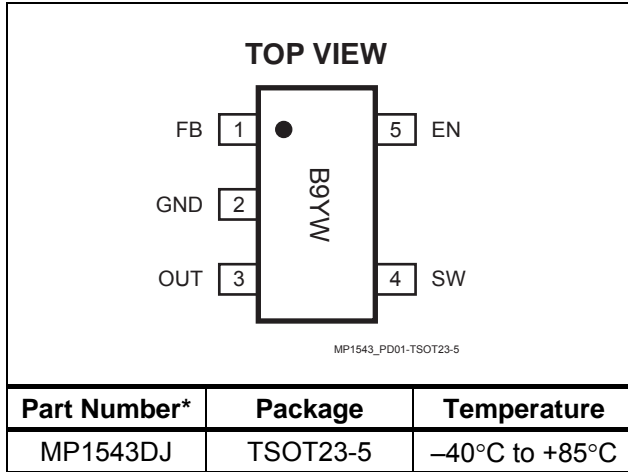 TOP VIEW
FB 1 5 EN
B9YW
GND 2
OUT 3 4 SW
MP1543_PD01-TSOT23-5
Part Number* Package Temperature
MP1543DJ TSOT23-5 –40°C to +85°C